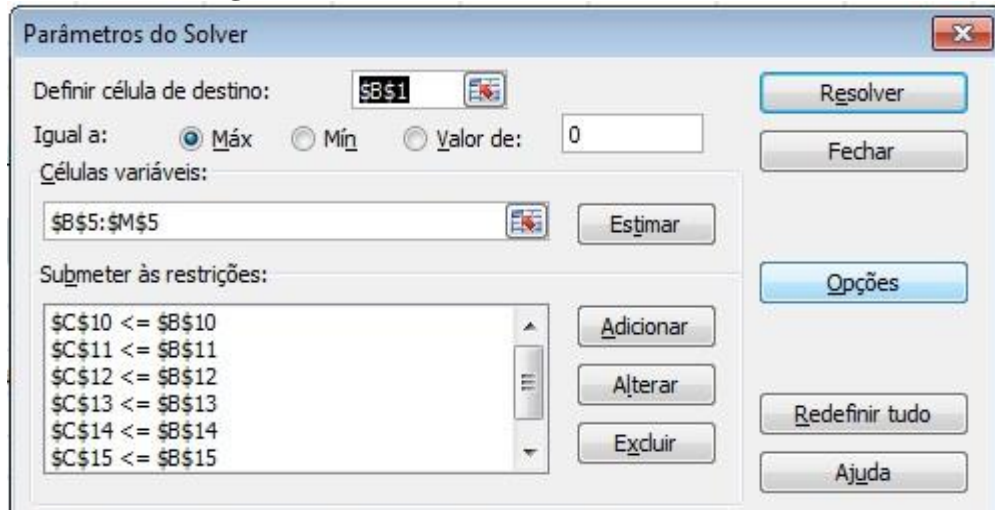 Parâmetros do Solver
Definir célula de destino: $B$1
Igual a: Máx Mín Valor de: 0
Células variáveis:
$B$5:$M$5
Estimar
Submeter às restrições:
$C$10 <= $B$10
$C$11 <= $B$11
$C$12 <= $B$12
$C$13 <= $B$13
$C$14 <= $B$14
$C$15 <= $B$15
Adicionar
Alterar
Excluir
Resolver
Fechar
Opções
Redefinir tudo
Ajuda